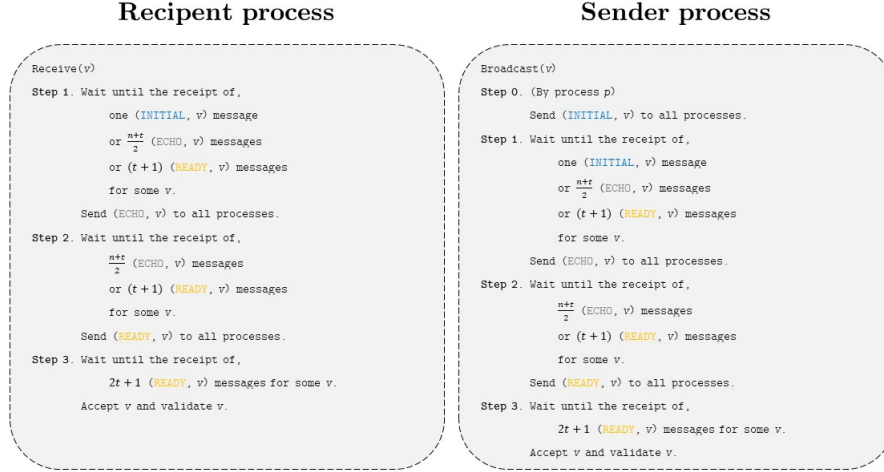 Recipent process
Receive(v)
Step 1. Wait until the receipt of,
one (INITIAL, v) message
or \frac{n+t}{2} (ECHO, v) messages
or (t + 1) (READY, v) messages
for some v.
Send (ECHO, v) to all processes.
Step 2. Wait until the receipt of,
\frac{n+t}{2} (ECHO, v) messages
or (t + 1) (READY, v) messages
for some v.
Send (READY, v) to all processes.
Step 3. Wait until the receipt of,
2t + 1 (READY, v) messages for some v.
Accept v and validate v.
Sender process
Broadcast(v)
Step 0. (By process p)
Send (INITIAL, v) to all processes.
Step 1. Wait until the receipt of,
one (INITIAL, v) message
or \frac{n+t}{2} (ECHO, v) messages
or (t + 1) (READY, v) messages
for some v.
Send (ECHO, v) to all processes.
Step 2. Wait until the receipt of,
\frac{n+t}{2} (ECHO, v) messages
or (t + 1) (READY, v) messages
for some v.
Send (READY, v) to all processes.
Step 3. Wait until the receipt of,
2t + 1 (READY, v) messages for some v.
Accept v and validate v.